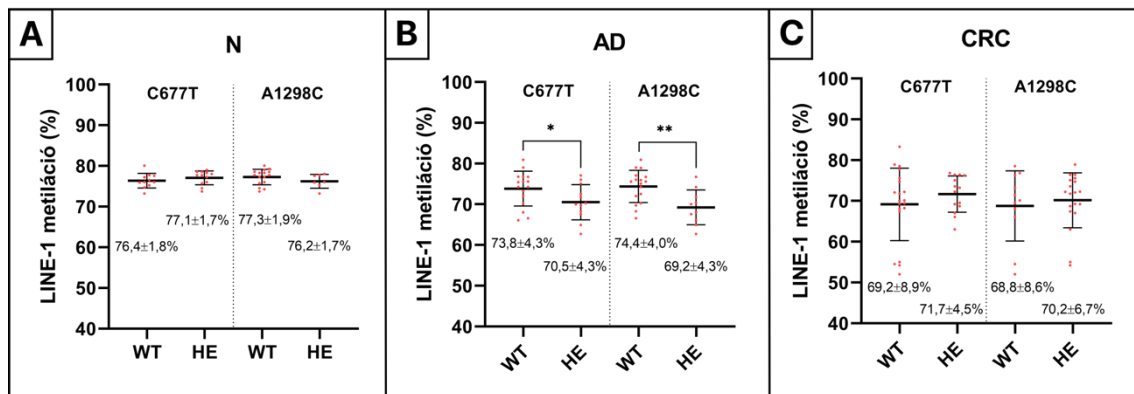 A
N
C677T
A1298C
LINE-1 metiláció (%)
100
90
80
70
60
50
40
77,1±1,7%
77,3±1,9%
76,4±1,8%
76,2±1,7%
WT
HE
WT
HE
B
AD
C677T
A1298C
LINE-1 metiláció (%)
100
90
80
70
60
50
40
*
**
73,8±4,3%
74,4±4,0%
70,5±4,3%
69,2±4,3%
WT
HE
WT
HE
C
CRC
C677T
A1298C
LINE-1 metiláció (%)
100
90
80
70
60
50
40
69,2±8,9%
68,8±8,6%
71,7±4,5%
70,2±6,7%
WT
HE
WT
HE